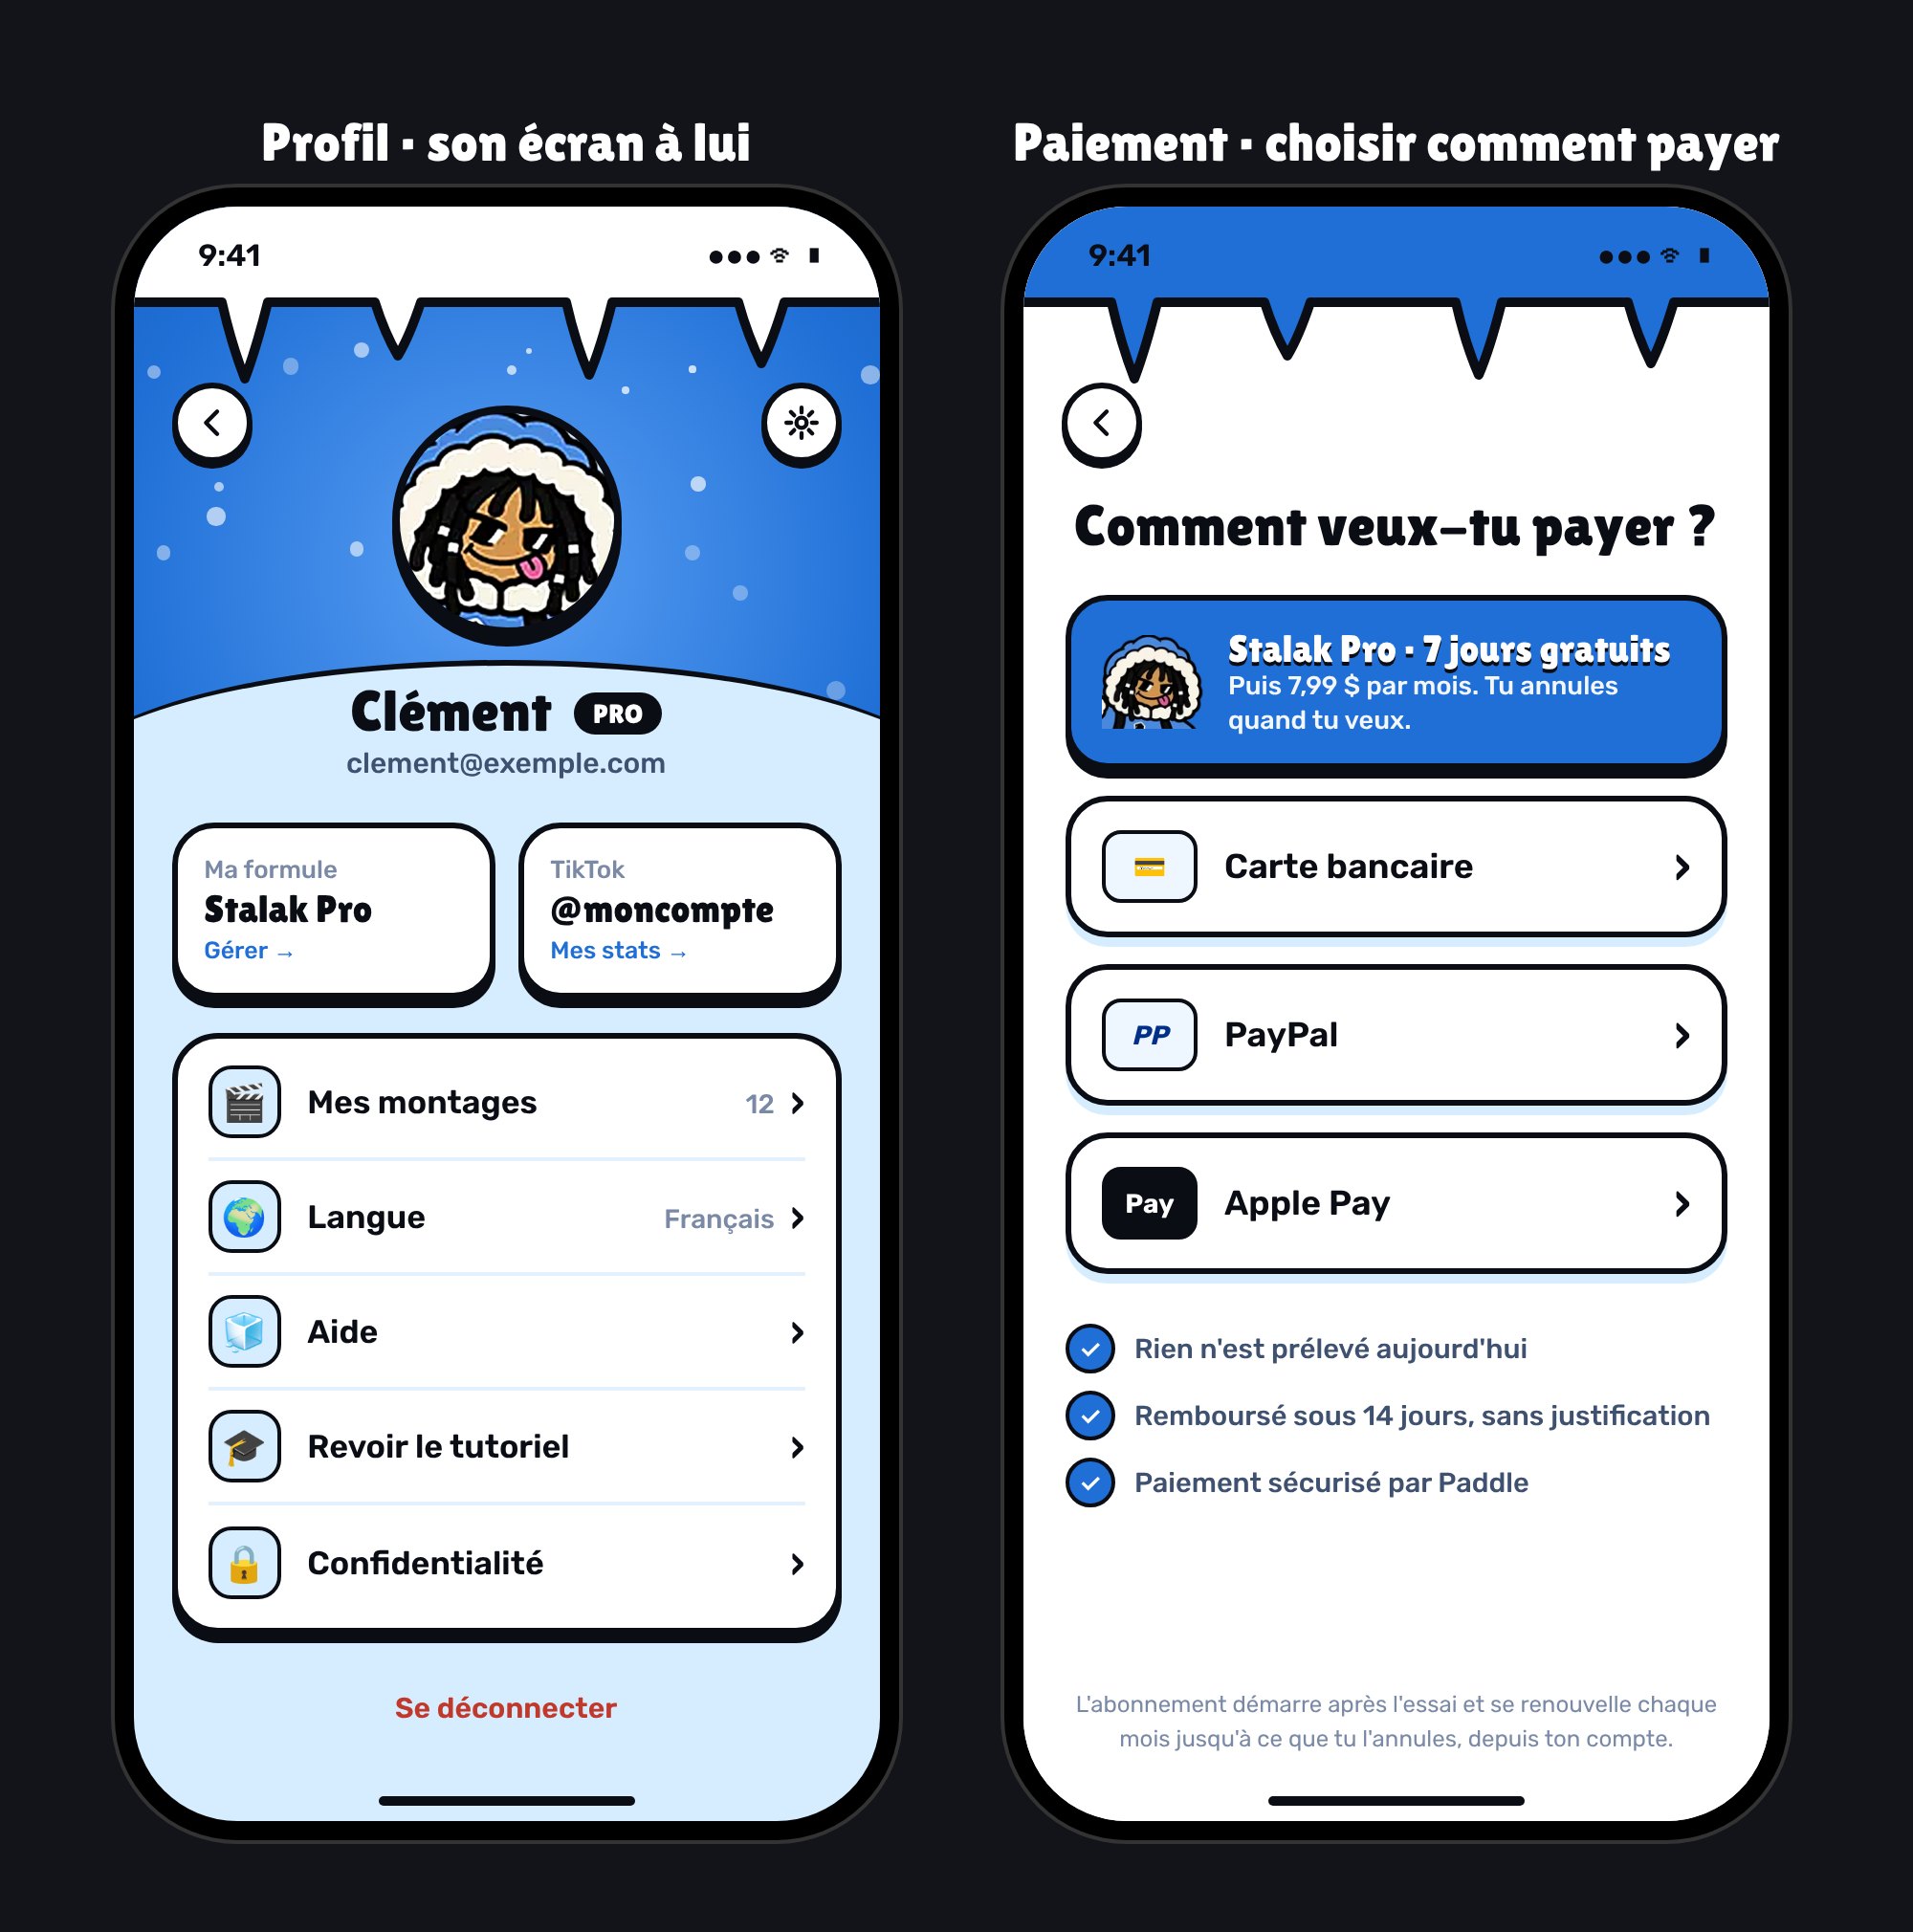 Profil · son écran à lui
9:41
Clément PRO
clement@exemple.com
Ma formule
Stalak Pro
Gérer →
TikTok
@moncompte
Mes stats →
Mes montages 12
Langue Français
Aide
Revoir le tutoriel
Confidentialité
Se déconnecter
Paiement · choisir comment payer
9:41
Comment veux-tu payer ?
Stalak Pro · 7 jours gratuits
Puis 7,99 $ par mois. Tu annules
quand tu veux.
Carte bancaire
PP PayPal
Pay Apple Pay
Rien n'est prélevé aujourd'hui
Remboursé sous 14 jours, sans justification
Paiement sécurisé par Paddle
L'abonnement démarre après l'essai et se renouvelle chaque
mois jusqu'à ce que tu l'annules, depuis ton compte.